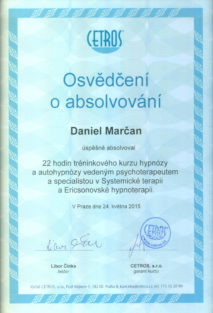 CETROS
Osvědčení
o absolvování
Daniel Marčan
úspěšně absolvoval
22 hodin tréninkového kurzu hypnózy
a autohypnózy vedeným psychoterapeutem
a specialistou v Systemické terapii
a Ericsonovské hypnoterapii.
V Praze dne 24. května 2015
CETROS
Libor Činka CETROS, s.r.o.
lektor garant kurzu